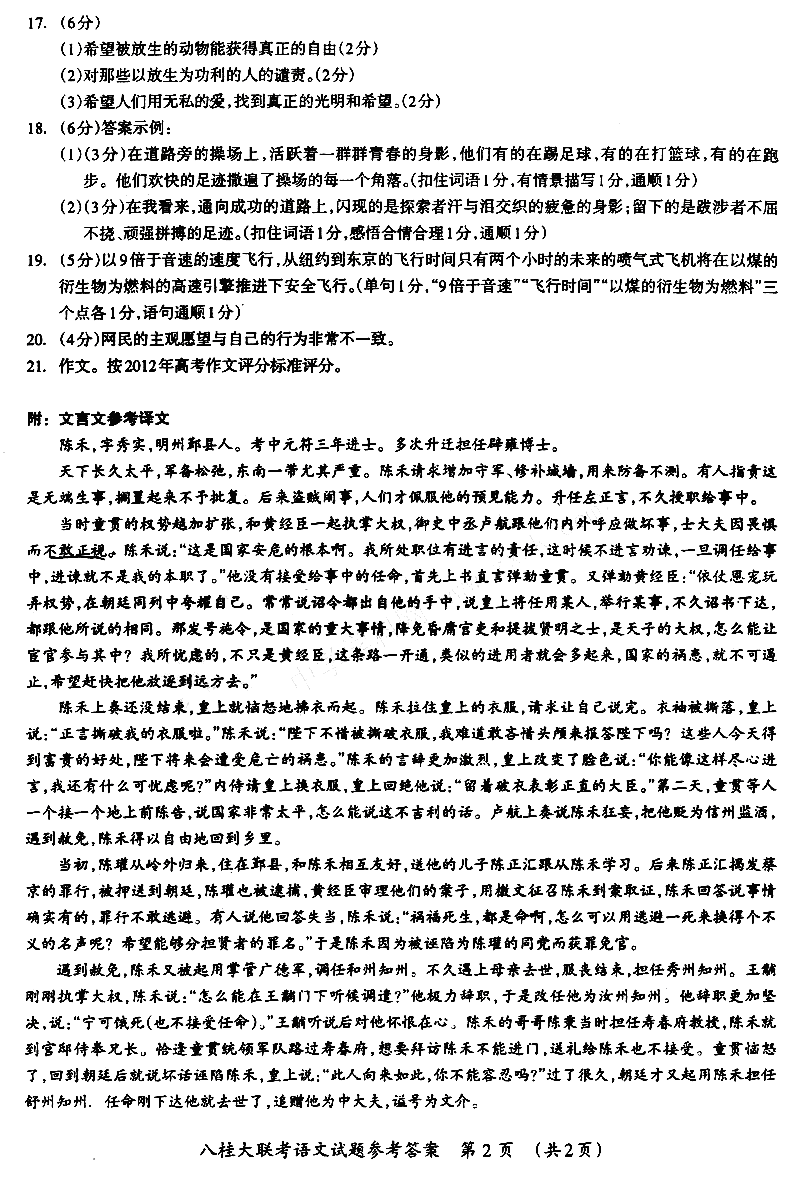 17. (6分)
(1)希望被放生的动物能获得真正的自由(2分)
(2)对那些以放生为功利的人的谴责。(2分)
(3)希望人们用无私的爱,找到真正的光明和希望。(2分)
18. (6分)答案示例:
(1)(3分)在道路旁的操场上,活跃着一群群青春的身影,他们有的在踢足球,有的在打篮球,有的在跑
步。他们欢快的足迹撒遍了操场的每一个角落。(扣住词语1分,有情景描写1分,通顺1分)
(2)(3分)在我看来,通向成功的道路上,闪现的是探索者汗与泪交织的疲惫的身影;留下的是跋涉者不屈
不挠、顽强拼搏的足迹。(扣住词语1分,感悟合情合理1分,通顺1分)
19. (5分)以9倍于音速的速度飞行,从纽约到东京的飞行时间只有两个小时的未来的喷气式飞机将在以煤的
衍生物为燃料的高速引擎推进下安全飞行。(单句1分,“9倍于音速”“飞行时间”“以煤的衍生物为燃料”三
个点各1分,语句通顺1分)
20. (4分)网民的主观愿望与自己的行为非常不一致。
21. 作文。按2012年高考作文评分标准评分。
附:文言文参考译文
陈禾,字秀实,明州鄞县人。考中元符三年进士。多次升迁担任辟雍博士。
天下长久太平,军备松弛,东南一带尤其严重。陈禾请求增加守军、修补城墙,用来防备不测。有人指责这
是无端生事,搁置起来不予批复。后来盗贼闹事,人们才佩服他的预见能力。升任左正言,不久授职给事中。
当时童贯的权势越加扩张,和黄经臣一起执掌大权,御史中丞卢航跟他们内外呼应做坏事,士大夫因畏惧
而不敢正视。陈禾说:“这是国家安危的根本啊。我所处职位有进言的责任,这时候不进言劝谏,一旦调任给事
中,进谏就不是我的本职了。”他没有接受给事中的任命,首先上书直言弹劾童贯。又弹劾黄经臣:“依仗恩宠玩
弄权势,在朝廷同列中夸耀自己。常常说诏令都出自他的手中,说皇上将任用某人,举行某事,不久诏书下达,
都跟他所说的相同。那发号施令,是国家的重大事情,降免昏庸官吏和提拔贤明之士,是天子的大权,怎么能让
宦官参与其中?我所忧虑的,不只是黄经臣,这条路一开通,类似的进用者就会多起来,国家的祸患,就不可遏
止,希望赶快把他放逐到远方去。”
陈禾上奏还没结束,皇上就恼怒地拂衣而起。陈禾拉住皇上的衣服,请求让自己说完。衣袖被撕落,皇上
说:“正言撕破我的衣服啦。”陈禾说:“陛下不惜被撕破衣服,我难道敢吝惜头颅来报答陛下吗?这些人今天得
到富贵的好处,陛下将来会遭受危亡的祸患。”陈禾的言辞更加激烈,皇上改变了脸色说:“你能像这样尽心进
言,我还有什么可忧虑呢?”内侍请皇上换衣服,皇上回绝他说:“留着破衣表彰正直的大臣。”第二天,童贯等人
一个接一个地上前陈告,说国家非常太平,怎么能说这不吉利的话。卢航上奏说陈禾狂妄,把他贬为信州监酒,
遇到赦免,陈禾得以自由地回到乡里。
当初,陈瓘从岭外归来,住在鄞县,和陈禾相互友好,送他的儿子陈正汇跟从陈禾学习。后来陈正汇揭发蔡
京的罪行,被押送到朝廷,陈瓘也被逮捕,黄经臣审理他们的案子,用檄文征召陈禾到案取证,陈禾回答说事情
确实有的,罪行不敢逃避。有人说他回答失当,陈禾说:“祸福死生,都是命啊,怎么可以用逃避一死来换得个不
义的名声呢?希望能够分担贤者的罪名。”于是陈禾因为被诬陷为陈瓘的同党而获罪免官。
遇到赦免,陈禾又被起用掌管广德军,调任和州知州。不久遇上母亲去世,服丧结束,担任秀州知州。王黼
刚刚执掌大权,陈禾说:“怎么能在王黼门下听候调遣?”他极力辞职,于是改任他为汝州知州。他辞职更加坚
决,说:“宁可饿死(也不接受任命)。”王黼听说后对他怀恨在心。陈禾的哥哥陈秉当时担任寿春府教授,陈禾就
到官邸侍奉兄长。恰逢童贯统领军队路过寿春府,想要拜访陈禾不能进门,送礼给陈禾也不接受。童贯恼怒
了,回到朝廷后就说坏话诬陷陈禾,皇上说:“此人向来如此,你不能容忍吗?”过了很久,朝廷才又起用陈禾担任
舒州知州. 任命刚下达他就去世了,追赠他为中大夫,谥号为文介。
八桂大联考语文试题参考答案 第2页 (共2页)